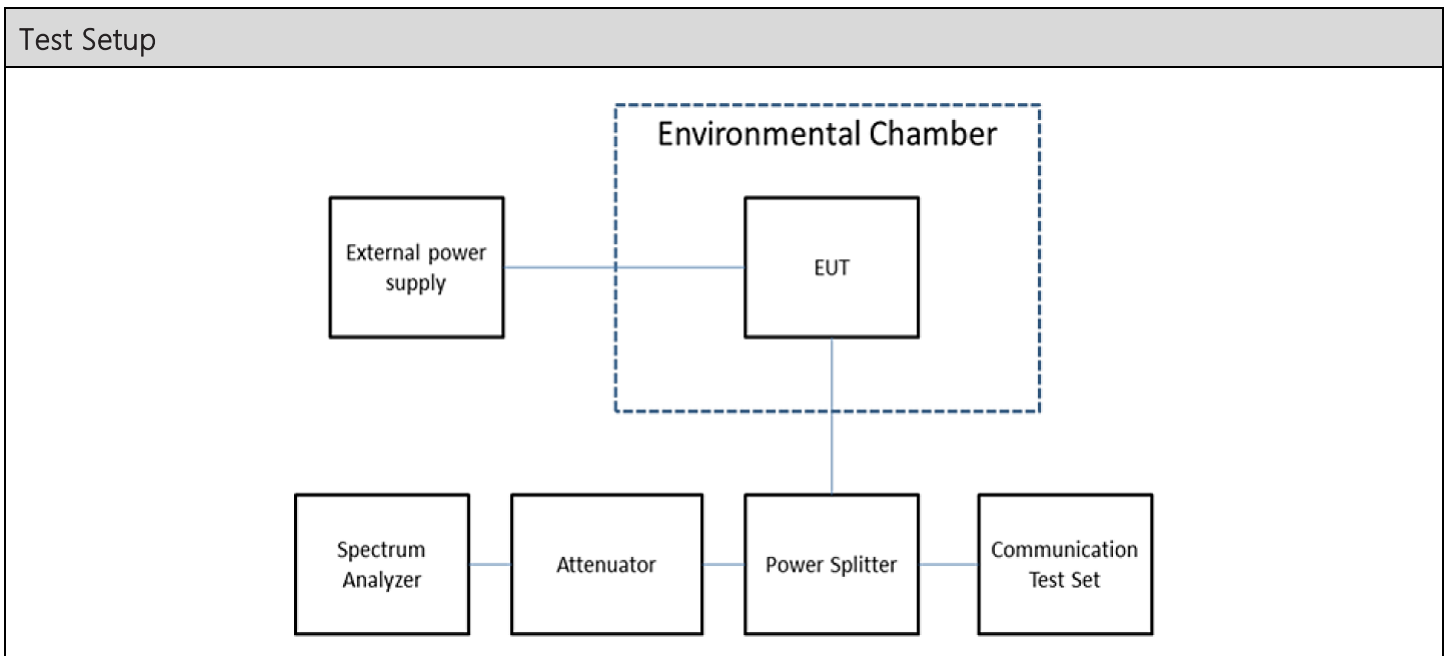 Test Setup
Environmental Chamber
External power
supply
EUT
Spectrum
Analyzer
Attenuator
Power Splitter
Communication
Test Set